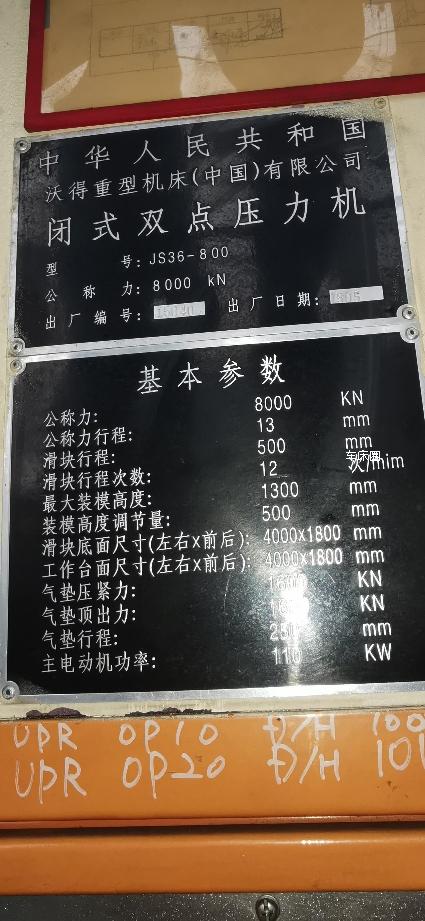 中华人民共和国
沃得重型机床(中国)有限公司
闭式双点压力机
型 号: JS36-800
公 称 力: 8000 kN
出厂编号: 出厂日期:
基本参数
公称力: 8000 KN
公称力行程: 13 mm
滑块行程: 500 mm
滑块行程次数: 12 次/mim
车床圈
最大装模高度: 1300 mm
装模高度调节量: 500 mm
滑块底面尺寸(左右x前后): 4000x1800 mm
工作台面尺寸(左右x前后): 4000x1800 mm
气垫压紧力: KN
气垫顶出力: KN
气垫行程: 250 mm
主电动机功率: 110 KW
UPR OP10 D/H
UPR OP20 D/H